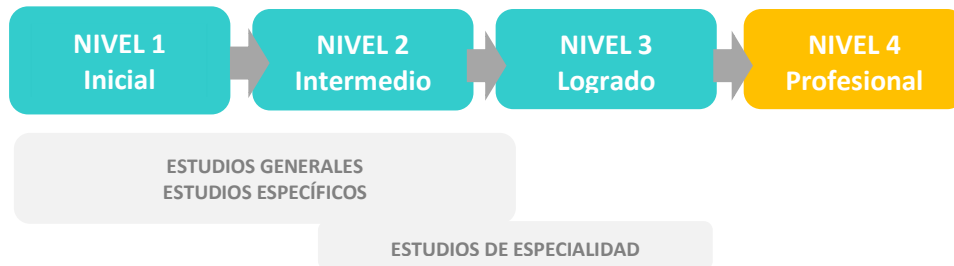 NIVEL 1
Inicial
NIVEL 2
Intermedio
NIVEL 3
Logrado
NIVEL 4
Profesional
ESTUDIOS GENERALES
ESTUDIOS ESPECÍFICOS
ESTUDIOS DE ESPECIALIDAD